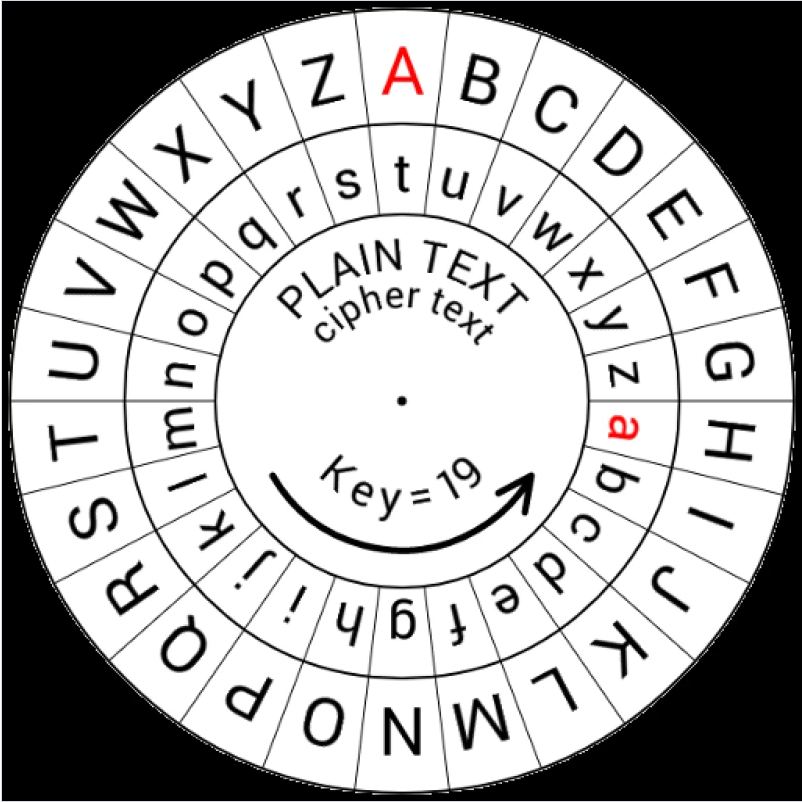 A B C D E F G H I J K L M N O P Q R S T U V W X Y Z
t u v w x y z a b c d e f g h i j k l m n o p q r s
PLAIN TEXT
cipher text
Key = 19